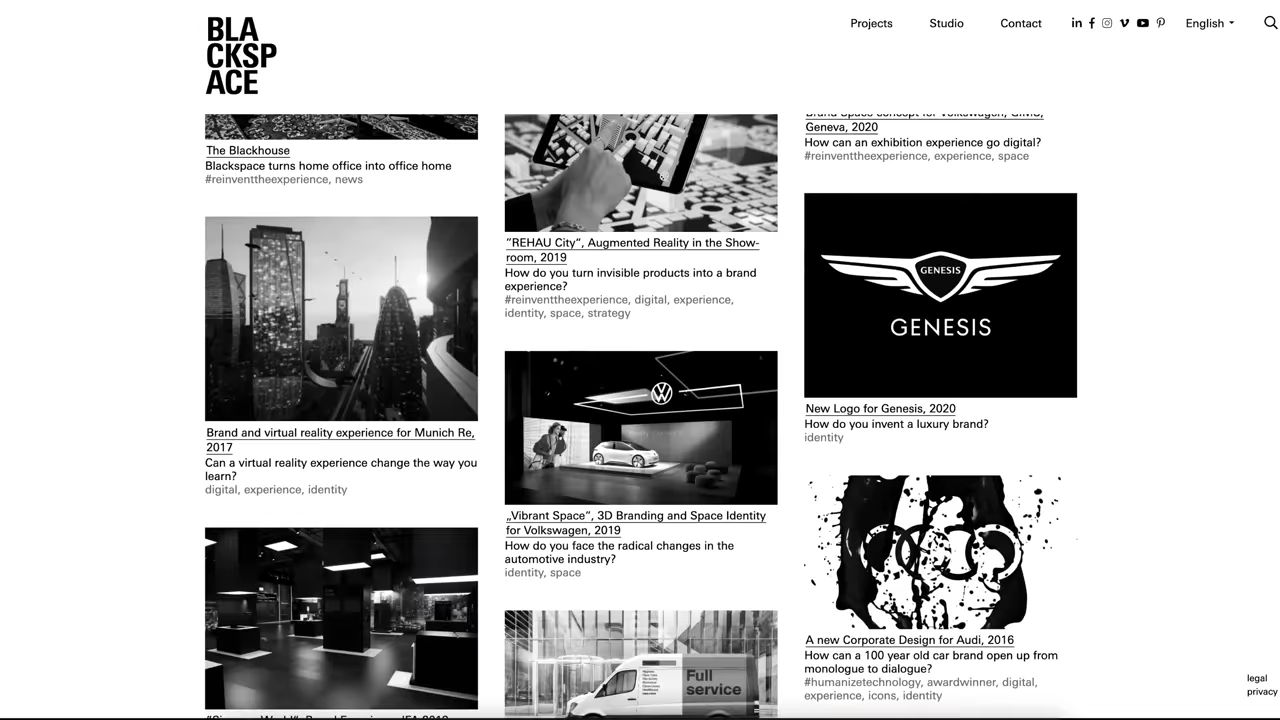 BLA
CKSP
ACE
Projects
Studio
Contact
English
The Blackhouse
Blackspace turns home office into office home
#reinventtheexperience, news
Brand and virtual reality experience for Munich Re,
2017
Can a virtual reality experience change the way you
learn?
digital, experience, identity
"REHAU City", Augmented Reality in the Show-
room, 2019
How do you turn invisible products into a brand
experience?
#reinventtheexperience, digital, experience,
identity, space, strategy
„Vibrant Space", 3D Branding and Space Identity
for Volkswagen, 2019
How do you face the radical changes in the
automotive industry?
identity, space
Full
service
Brand Space concept for Volkswagen, GIMS,
Geneva, 2020
How can an exhibition experience go digital?
#reinventtheexperience, experience, space
GENESIS
GENESIS
New Logo for Genesis, 2020
How do you invent a luxury brand?
identity
A new Corporate Design for Audi, 2016
How can a 100 year old car brand open up from
monologue to dialogue?
#humanizetechnology, awardwinner, digital,
experience, icons, identity
legal
privacy